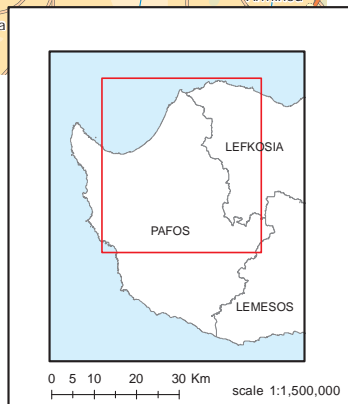 LEFKOSIA
PAFOS
LEMESOS
0 5 10 20 30 Km
scale 1:1,500,000